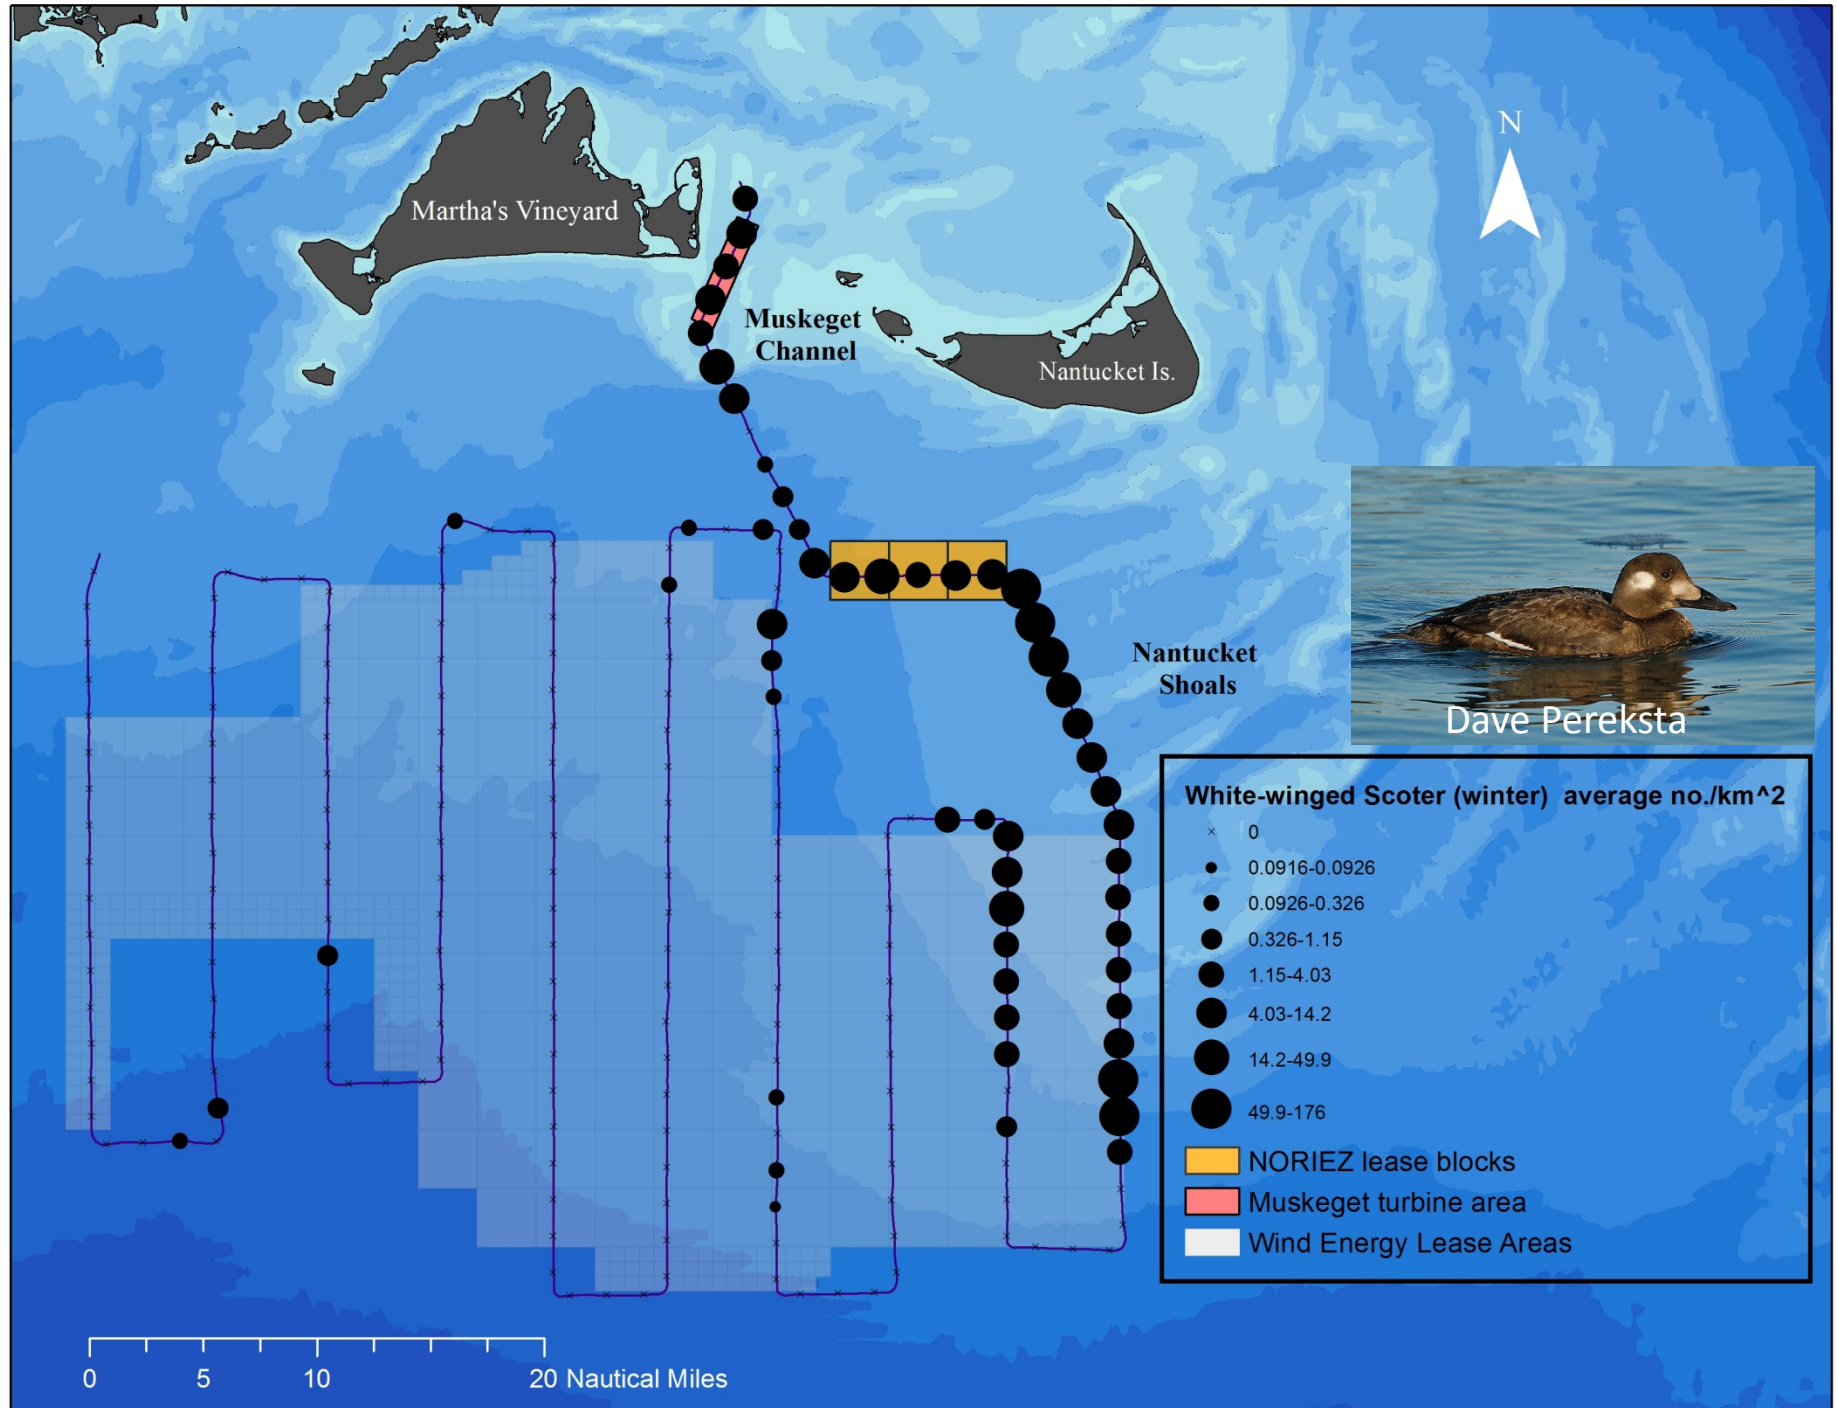 N
Martha's Vineyard
Muskeget
Channel
Nantucket Is.
Nantucket
Shoals
Dave Pereksta
White-winged Scoter (winter) average no./km^2
0
0.0916-0.0926
0.0926-0.326
0.326-1.15
1.15-4.03
4.03-14.2
14.2-49.9
49.9-176
NORIEZ lease blocks
Muskeget turbine area
Wind Energy Lease Areas
0 5 10 20 Nautical Miles